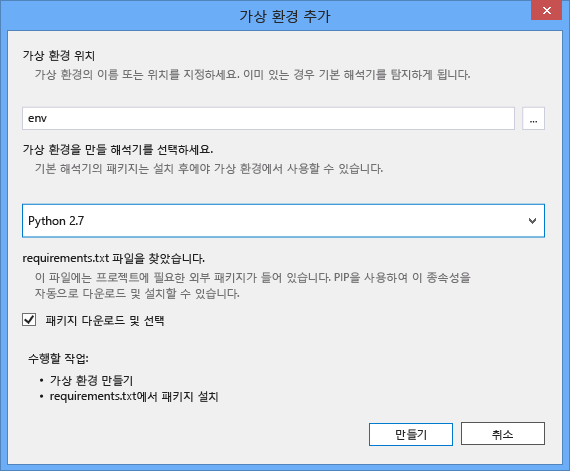 가상 환경 추가
가상 환경 위치
가상 환경의 이름 또는 위치를 지정하세요. 이미 있는 경우 기본 해석기를 탐지하게 됩니다.
env
...
가상 환경을 만들 해석기를 선택하세요.
기본 해석기의 패키지는 설치 후에야 가상 환경에서 사용할 수 있습니다.
Python 2.7
requirements.txt 파일을 찾았습니다.
이 파일에는 프로젝트에 필요한 외부 패키지가 들어 있습니다. PIP을 사용하여 이 종속성을
자동으로 다운로드 및 설치할 수 있습니다.
패키지 다운로드 및 선택
수행할 작업:
• 가상 환경 만들기
• requirements.txt에서 패키지 설치
만들기
취소